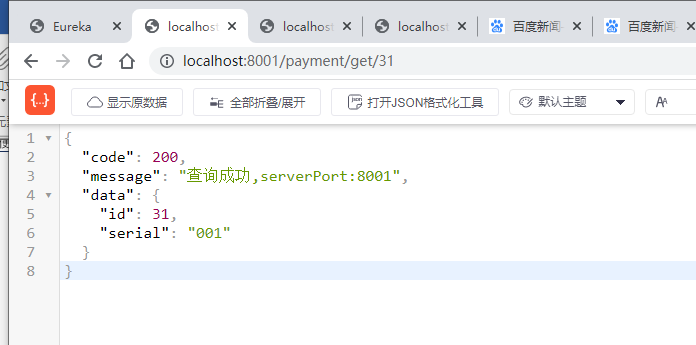 Eureka
localhost
localhost
localhost
百度新闻
百度新闻
localhost:8001/payment/get/31
{...}
显示原数据
全部折叠/展开
打开JSON格式化工具
默认主题
AA
1 {
2 "code": 200,
3 "message": "查询成功,serverPort:8001",
4 "data": {
5 "id": 31,
6 "serial": "001"
7 }
8 }